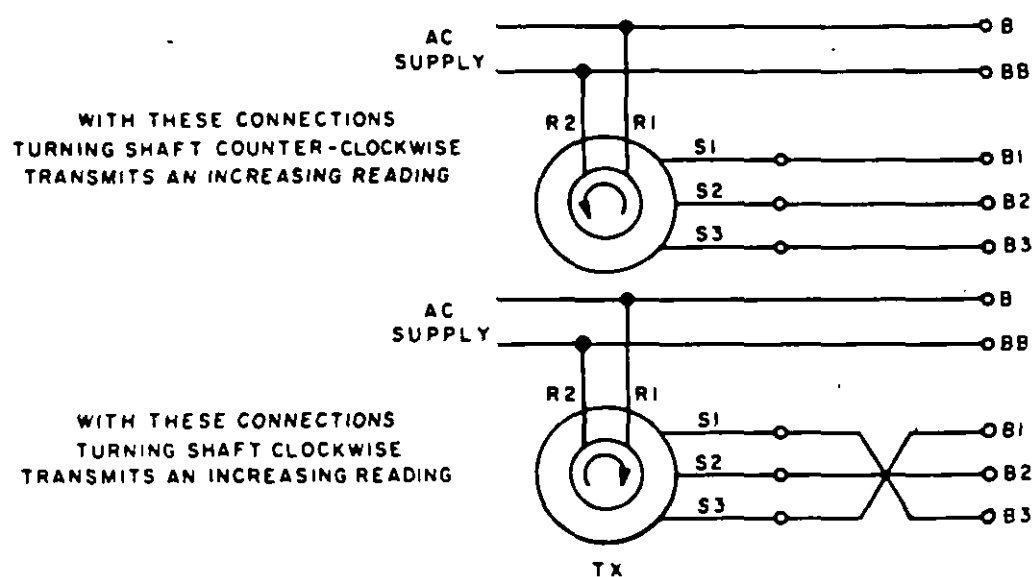 AC
SUPPLY
B
BB
WITH THESE CONNECTIONS
TURNING SHAFT COUNTER-CLOCKWISE
TRANSMITS AN INCREASING READING
R2 R1
S1 B1
S2 B2
S3 B3
AC
SUPPLY
B
BB
WITH THESE CONNECTIONS
TURNING SHAFT CLOCKWISE
TRANSMITS AN INCREASING READING
R2 R1
S1 B1
S2 B2
S3 B3
TX